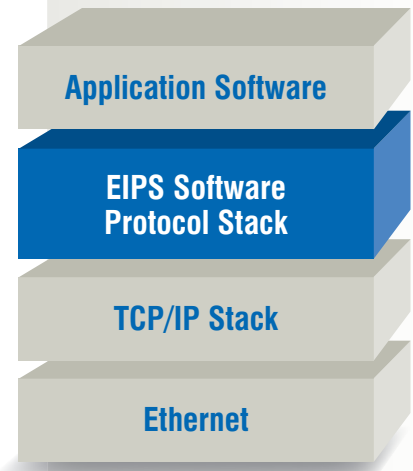 Application Software
EIPS Software
Protocol Stack
TCP/IP Stack
Ethernet